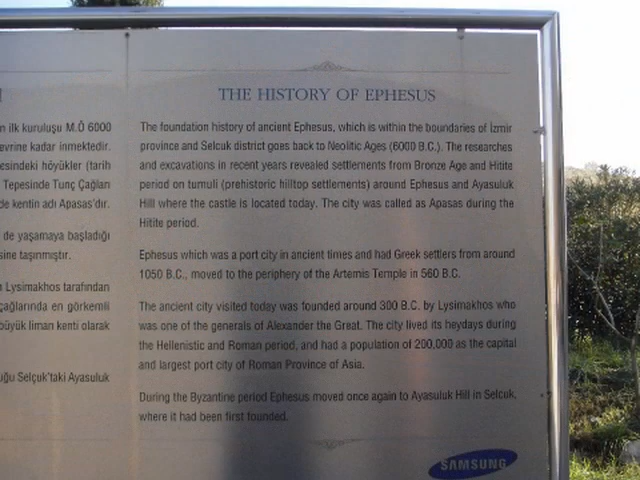 n ilk kuruluşu M.Ö 6000
evrine kadar inmektedir.
esindeki höyükler (tarih
Tepesinde Tunç Çağları
de kentin adı Apasas'dır.
de yaşamaya başladığı
sine taşınmıştır.
Lysimakhos tarafından
çağlarında en görkemli
büyük liman kenti olarak
uğu Selçuk'taki Ayasuluk
THE HISTORY OF EPHESUS
The foundation history of ancient Ephesus, which is within the boundaries of İzmir
province and Selcuk district goes back to Neolitic Ages (6000 B.C.). The researches
and excavations in recent years revealed settlements from Bronze Age and Hitite
period on tumuli (prehistoric hilltop settlements) around Ephesus and Ayasuluk
Hill where the castle is located today. The city was called as Apasas during the
Hitite period.
Ephesus which was a port city in ancient times and had Greek settlers from around
1050 B.C., moved to the periphery of the Artemis Temple in 560 B.C.
The ancient city visited today was founded around 300 B.C. by Lysimakhos who
was one of the generals of Alexander the Great. The city lived its heydays during
the Hellenistic and Roman period, and had a population of 200,000 as the capital
and largest port city of Roman Province of Asia.
During the Byzantine period Ephesus moved once again to Ayasuluk Hill in Selcuk,
where it had been first founded.
SAMSUNG